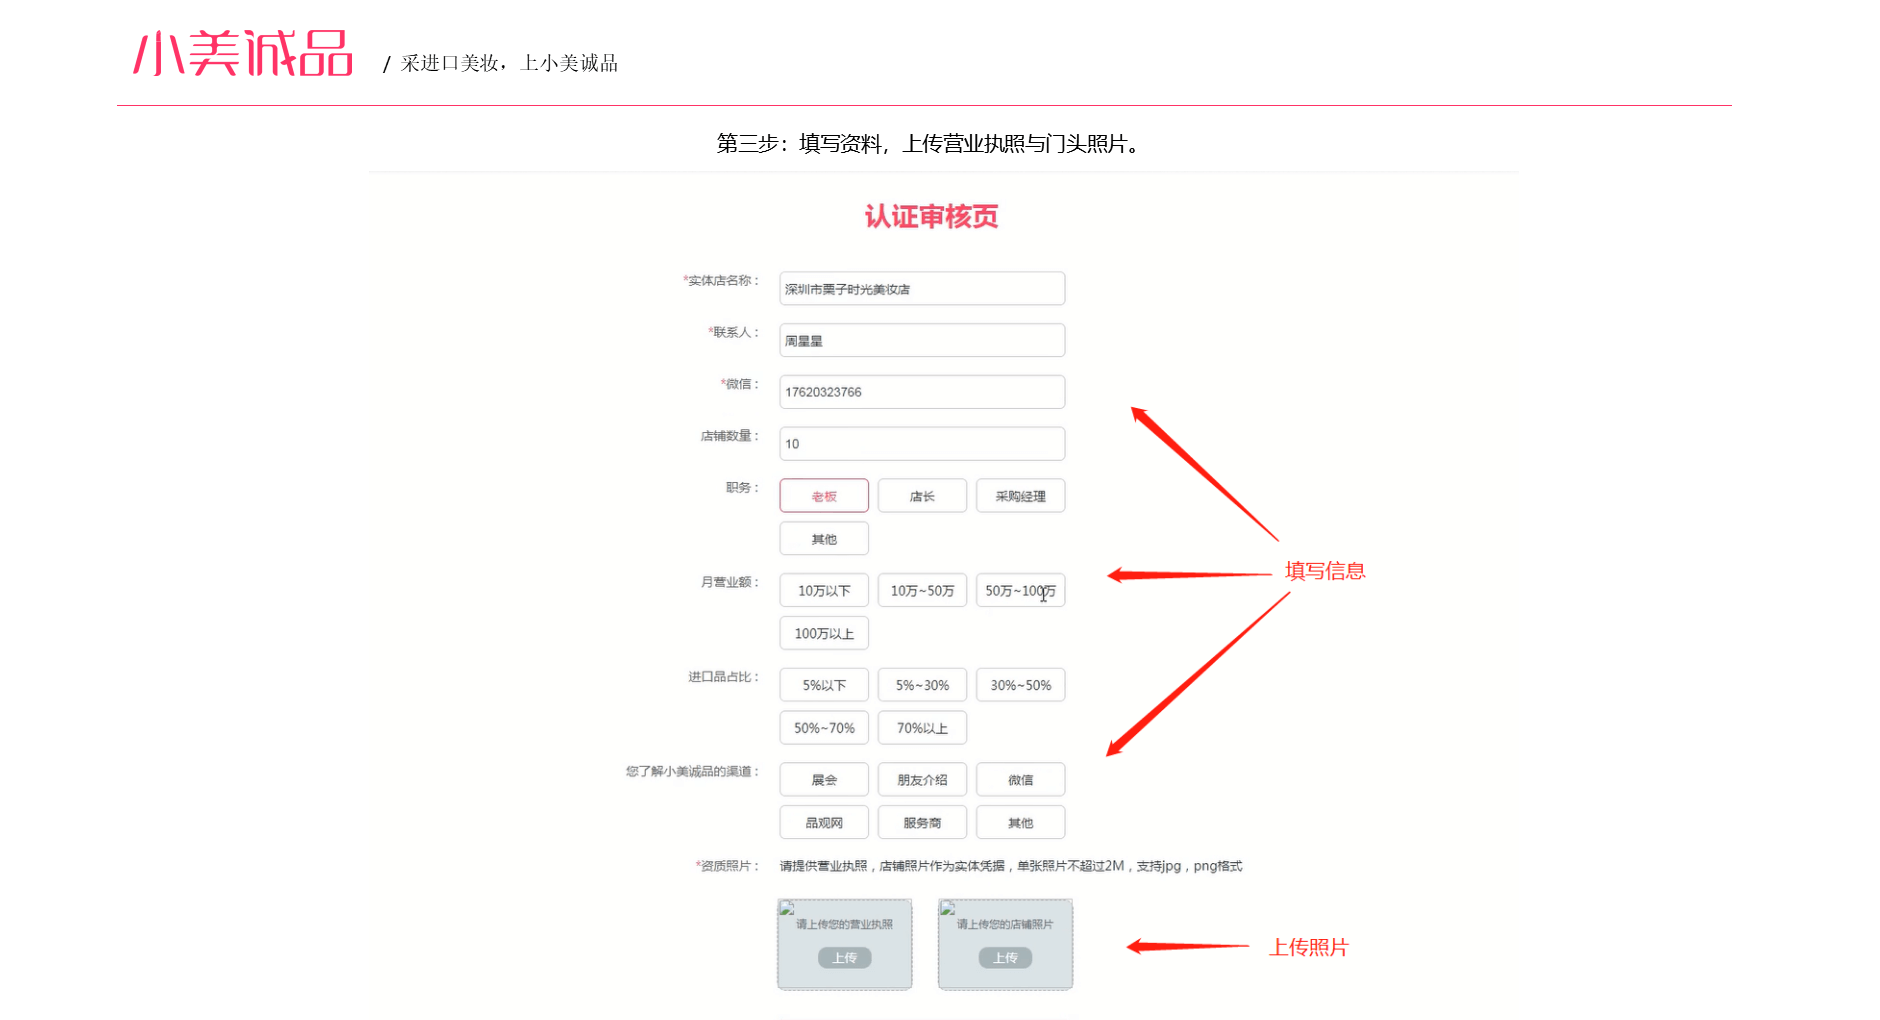 小美诚品 / 采进口美妆，上小美诚品
第三步：填写资料，上传营业执照与门头照片。
认证审核页
*实体店名称： 深圳市栗子时光美妆店
*联系人： 周星星
*微信： 17620323766
店铺数量： 10
职务： 老板 店长 采购经理
其他
月营业额： 10万以下 10万~50万 50万~100万
填写信息
100万以上
进口品占比： 5%以下 5%~30% 30%~50%
50%~70% 70%以上
您了解小美诚品的渠道： 展会 朋友介绍 微信
品观网 服务商 其他
*资质照片： 请提供营业执照，店铺照片作为实体凭据，单张照片不超过2M，支持jpg，png格式
请上传您的营业执照 请上传您的店铺照片
上传照片
上传 上传